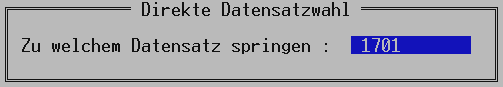 Direkte Datensatzwahl
Zu welchem Datensatz springen : 1701